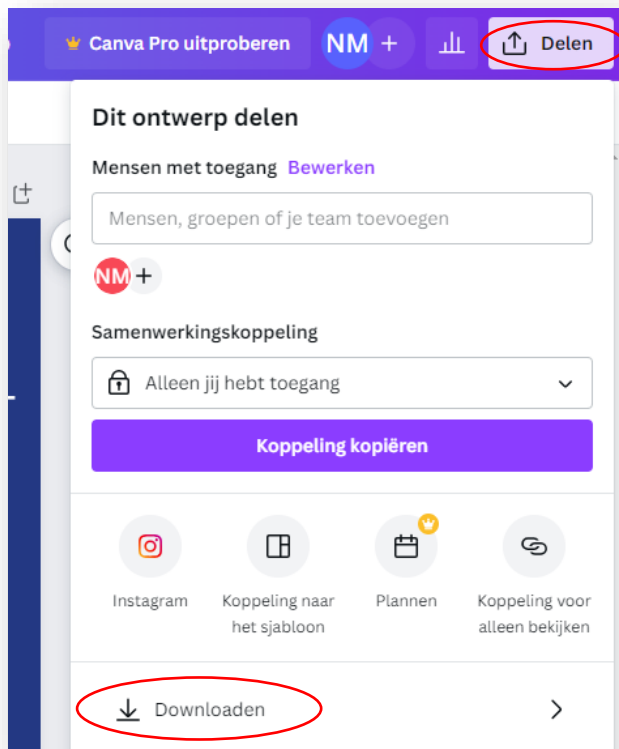 Canva Pro uitproberen NM + Delen
Dit ontwerp delen
Mensen met toegang Bewerken
Mensen, groepen of je team toevoegen
NM +
Samenwerkingskoppeling
Alleen jij hebt toegang
Koppeling kopiëren
Instagram
Koppeling naar
het sjabloon
Plannen
Koppeling voor
alleen bekijken
Downloaden